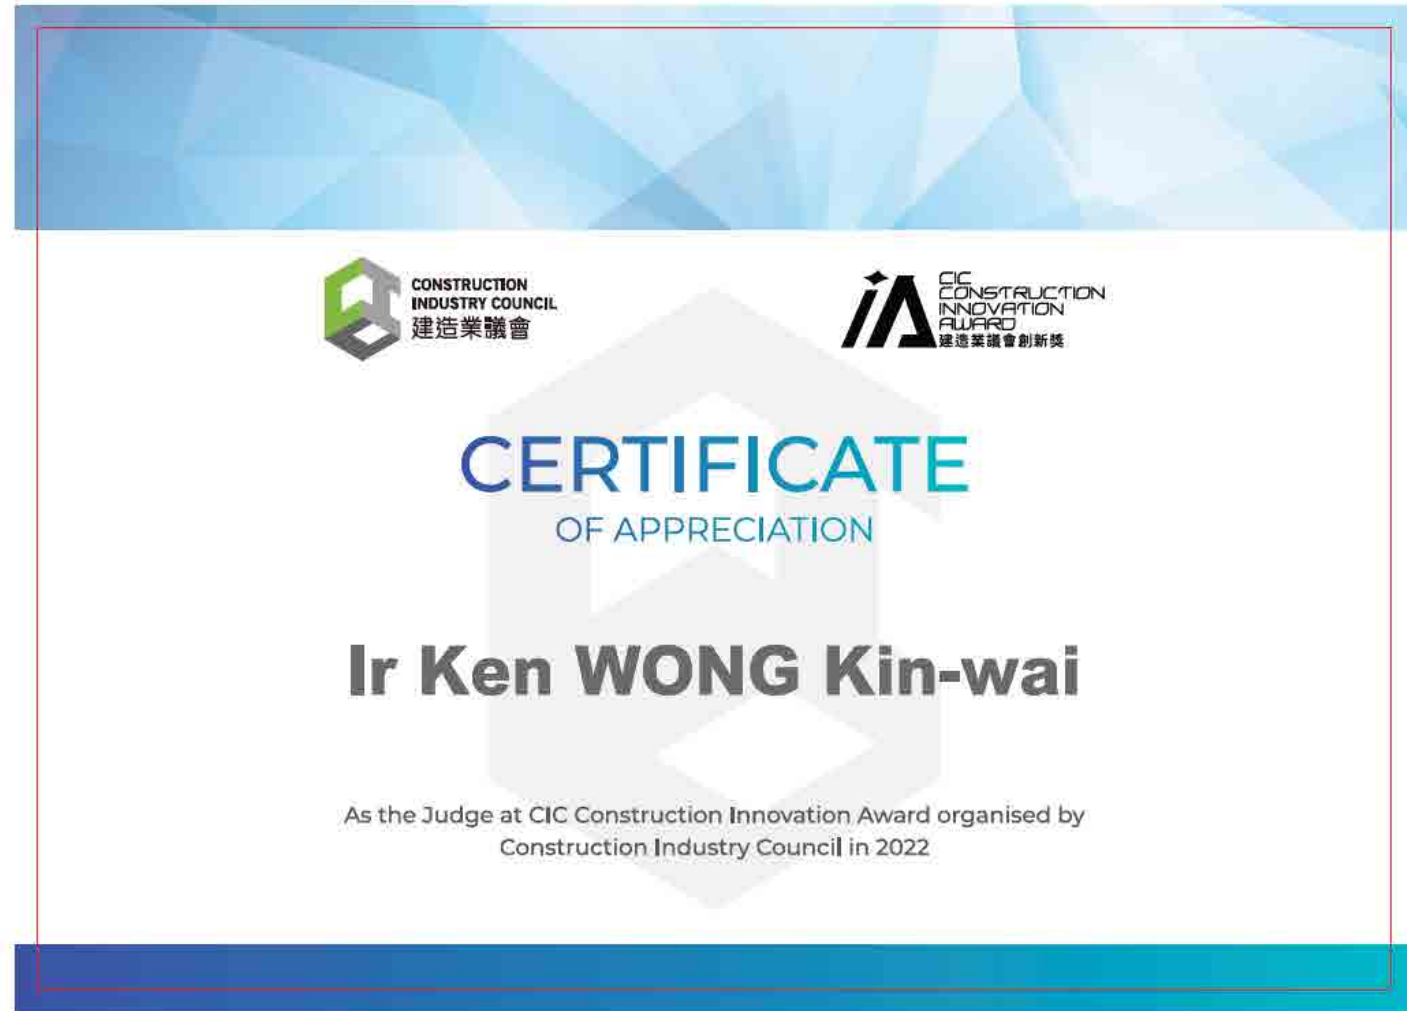 CONSTRUCTION
INDUSTRY COUNCIL
建造業議會
iA
CIC
CONSTRUCTION
INNOVATION
AWARD
建造業議會創新獎
CERTIFICATE
OF APPRECIATION
Ir Ken WONG Kin-wai
As the Judge at CIC Construction Innovation Award organised by
Construction Industry Council in 2022